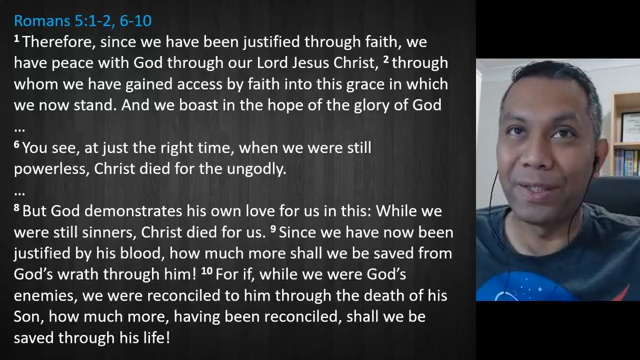 Romans 5:1-2, 6-10
¹ Therefore, since we have been justified through faith, we
have peace with God through our Lord Jesus Christ, ² through
whom we have gained access by faith into this grace in which
we now stand. And we boast in the hope of the glory of God
...
⁶ You see, at just the right time, when we were still
powerless, Christ died for the ungodly.
...
⁸ But God demonstrates his own love for us in this: While we
were still sinners, Christ died for us. ⁹ Since we have now been
justified by his blood, how much more shall we be saved from
God's wrath through him! ¹⁰ For if, while we were God's
enemies, we were reconciled to him through the death of his
Son, how much more, having been reconciled, shall we be
saved through his life!